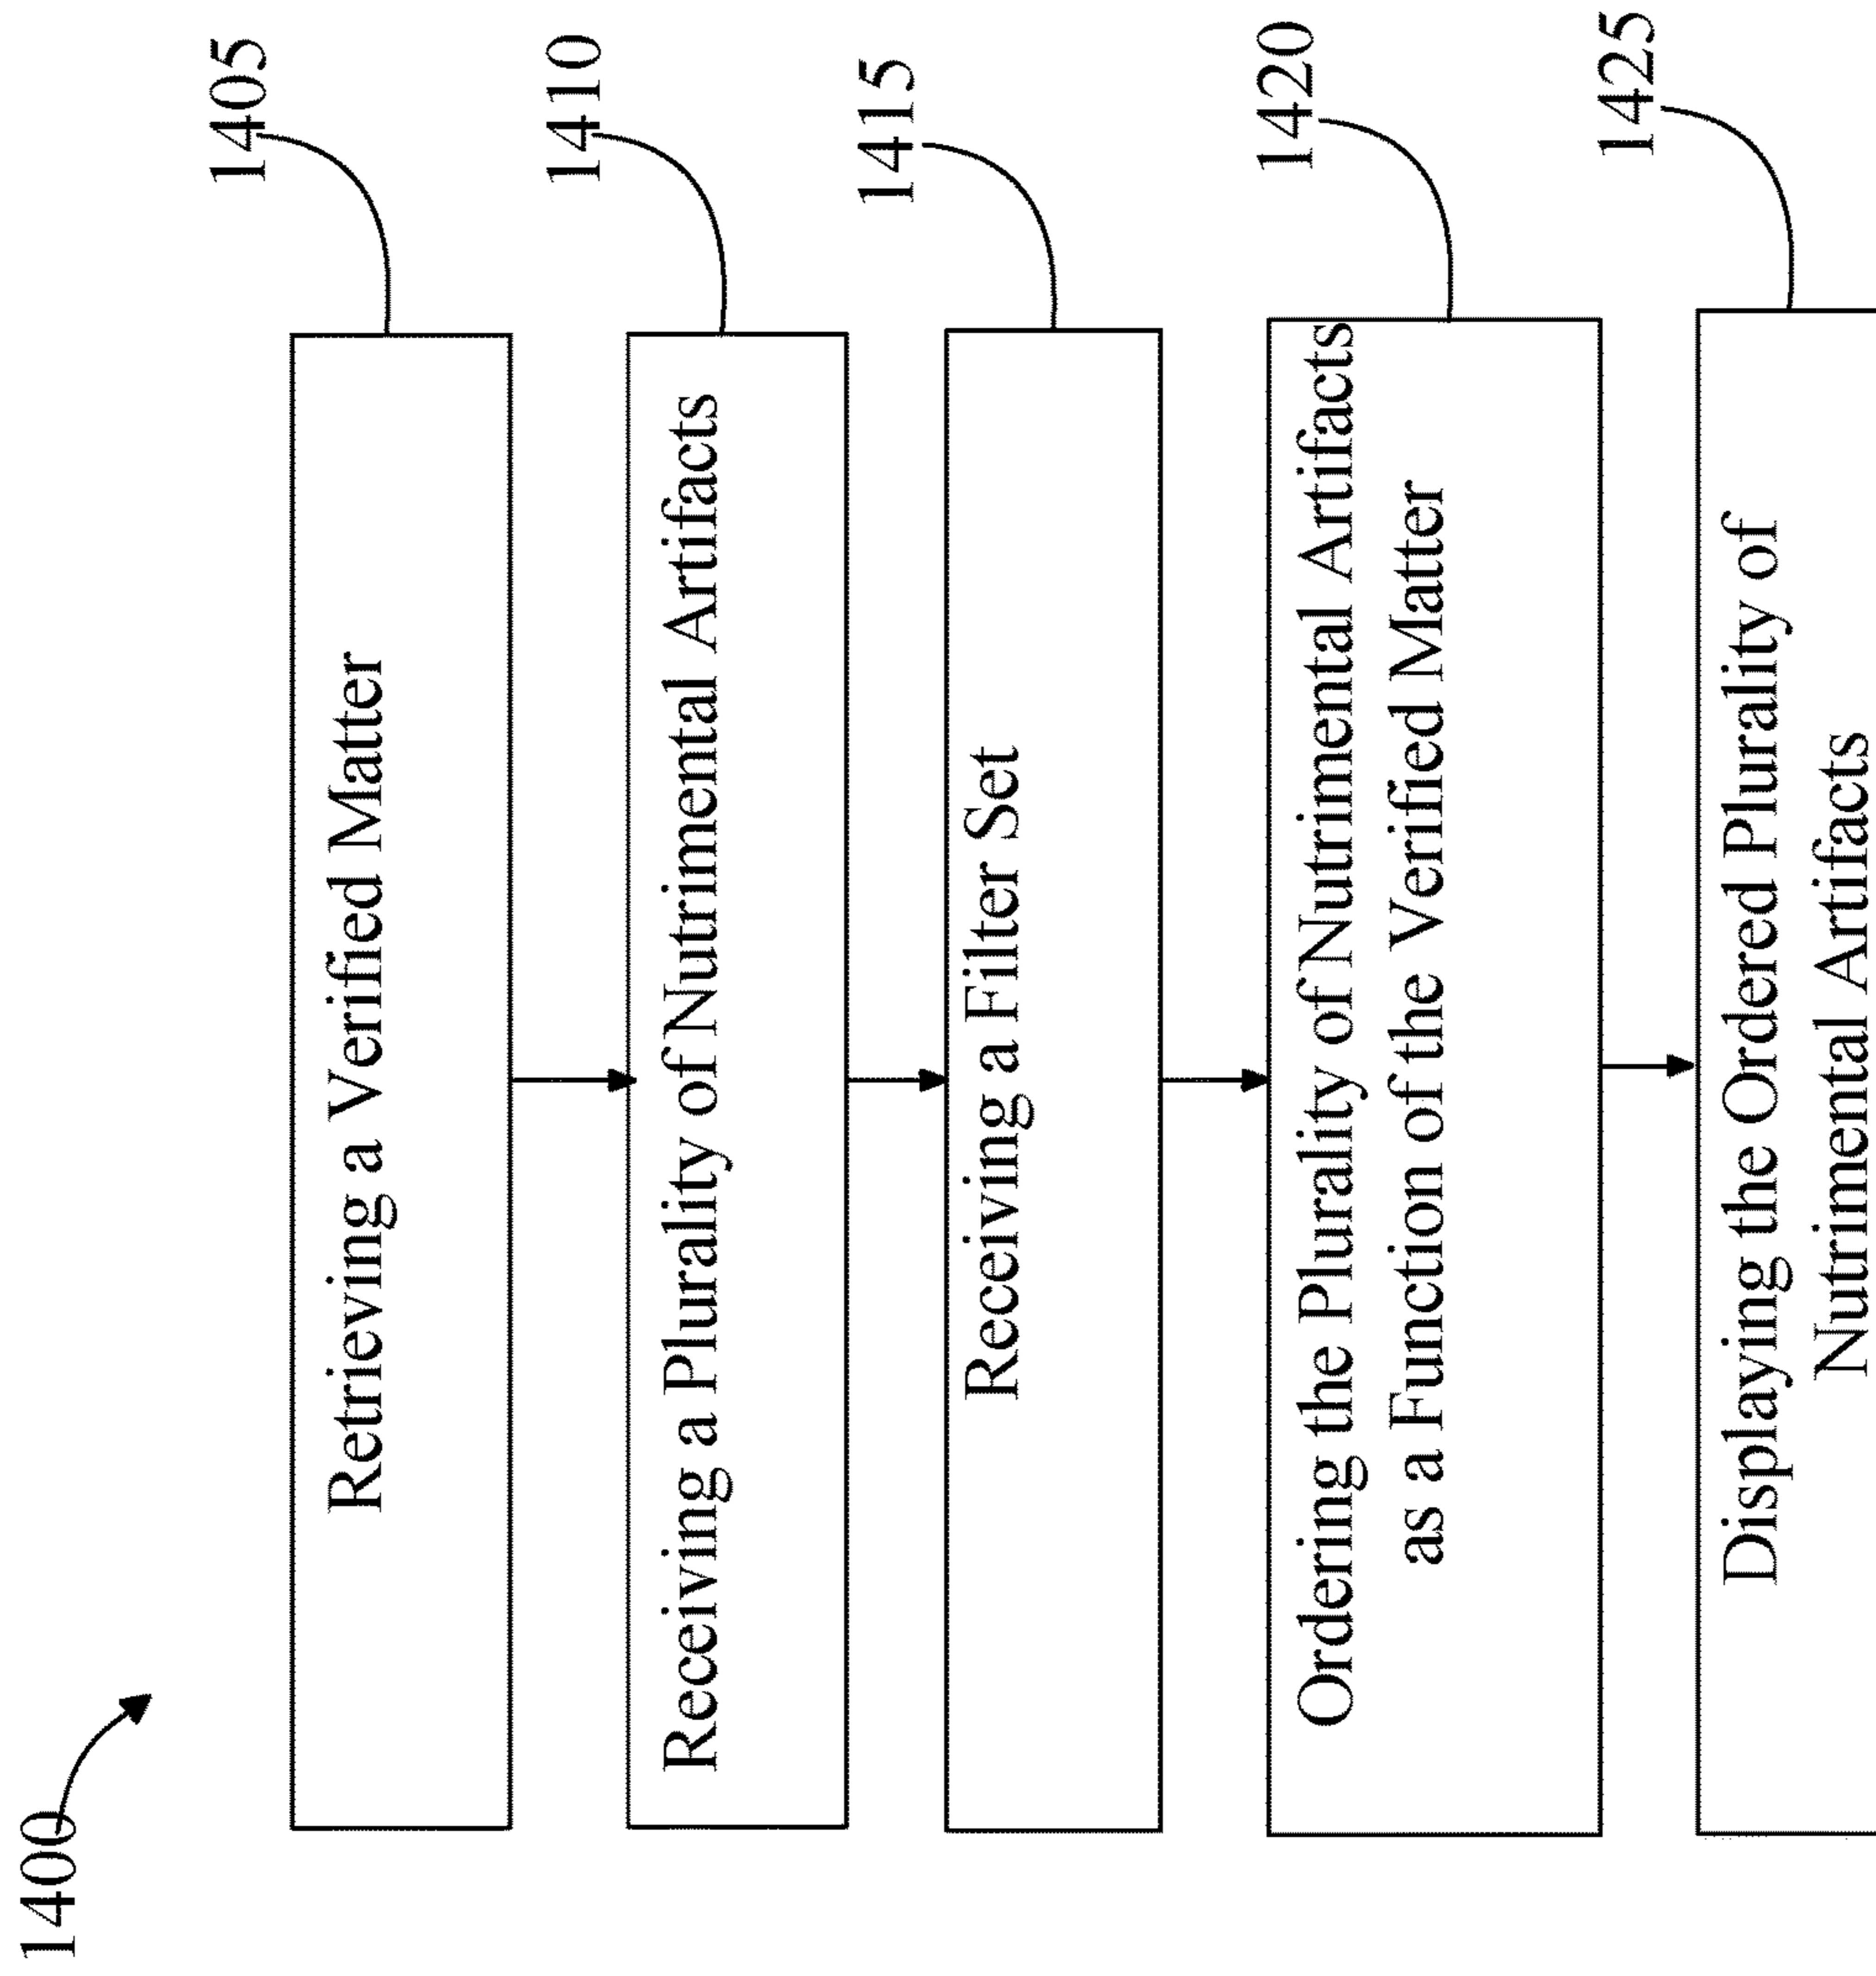 1400
1405
Retrieving a Verified Matter
1410
Receiving a Plurality of Nutrimental Artifacts
1415
Receiving a Filter Set
1420
Ordering the Plurality of Nutrimental Artifacts
as a Function of the Verified Matter
1425
Displaying the Ordered Plurality of
Nutrimental Artifacts